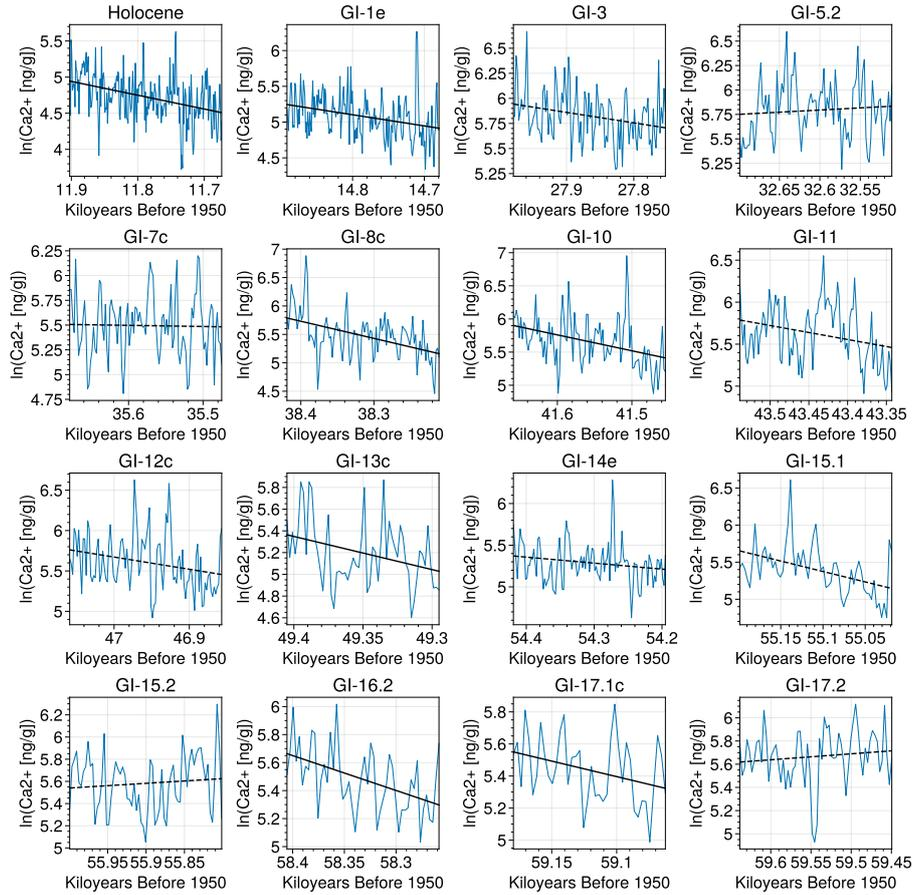 Holocene GI-1e GI-3 GI-5.2
ln(Ca2+ [ng/g]) ln(Ca2+ [ng/g]) ln(Ca2+ [ng/g]) ln(Ca2+ [ng/g])
5.5 5 4.5 4
6 5.5 5 4.5
6.5 6.25 6 5.75 5.5 5.25
6.5 6.25 6 5.75 5.5 5.25
11.9 11.8 11.7 14.8 14.7 27.9 27.8 32.65 32.6 32.55
Kiloyears Before 1950 Kiloyears Before 1950 Kiloyears Before 1950 Kiloyears Before 1950
GI-7c GI-8c GI-10 GI-11
ln(Ca2+ [ng/g]) ln(Ca2+ [ng/g]) ln(Ca2+ [ng/g]) ln(Ca2+ [ng/g])
6.25 6 5.75 5.5 5.25 5 4.75
7 6.5 6 5.5 5 4.5
7 6.5 6 5.5 5
6.5 6 5.5 5
35.6 35.5 38.4 38.3 41.6 41.5 43.5 43.45 43.4 43.35
Kiloyears Before 1950 Kiloyears Before 1950 Kiloyears Before 1950 Kiloyears Before 1950
GI-12c GI-13c GI-14e GI-15.1
ln(Ca2+ [ng/g]) ln(Ca2+ [ng/g]) ln(Ca2+ [ng/g]) ln(Ca2+ [ng/g])
6.5 6 5.5 5
5.8 5.6 5.4 5.2 5 4.8 4.6
6 5.5 5
6.5 6 5.5 5
47 46.9 49.4 49.35 49.3 54.4 54.3 54.2 55.15 55.1 55.05
Kiloyears Before 1950 Kiloyears Before 1950 Kiloyears Before 1950 Kiloyears Before 1950
GI-15.2 GI-16.2 GI-17.1c GI-17.2
ln(Ca2+ [ng/g]) ln(Ca2+ [ng/g]) ln(Ca2+ [ng/g]) ln(Ca2+ [ng/g])
6.2 6 5.8 5.6 5.4 5.2 5
6 5.8 5.6 5.4 5.2 5
5.8 5.6 5.4 5.2 5
6 5.8 5.6 5.4 5.2 5
55.95 55.9 55.85 58.4 58.35 58.3 59.15 59.1 59.6 59.55 59.5 59.45
Kiloyears Before 1950 Kiloyears Before 1950 Kiloyears Before 1950 Kiloyears Before 1950